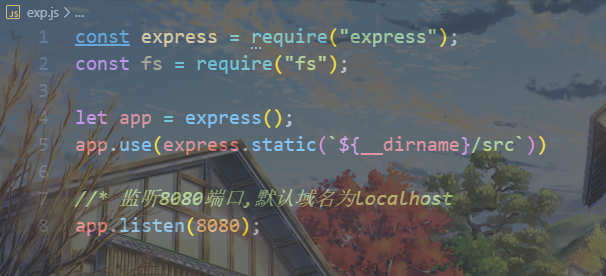 JS exp.js > ...
1 const express = require("express");
2 const fs = require("fs");
3
4 let app = express();
5 app.use(express.static(`${__dirname}/src`))
6
7 //* 监听8080端口,默认域名为localhost
8 app.listen(8080);